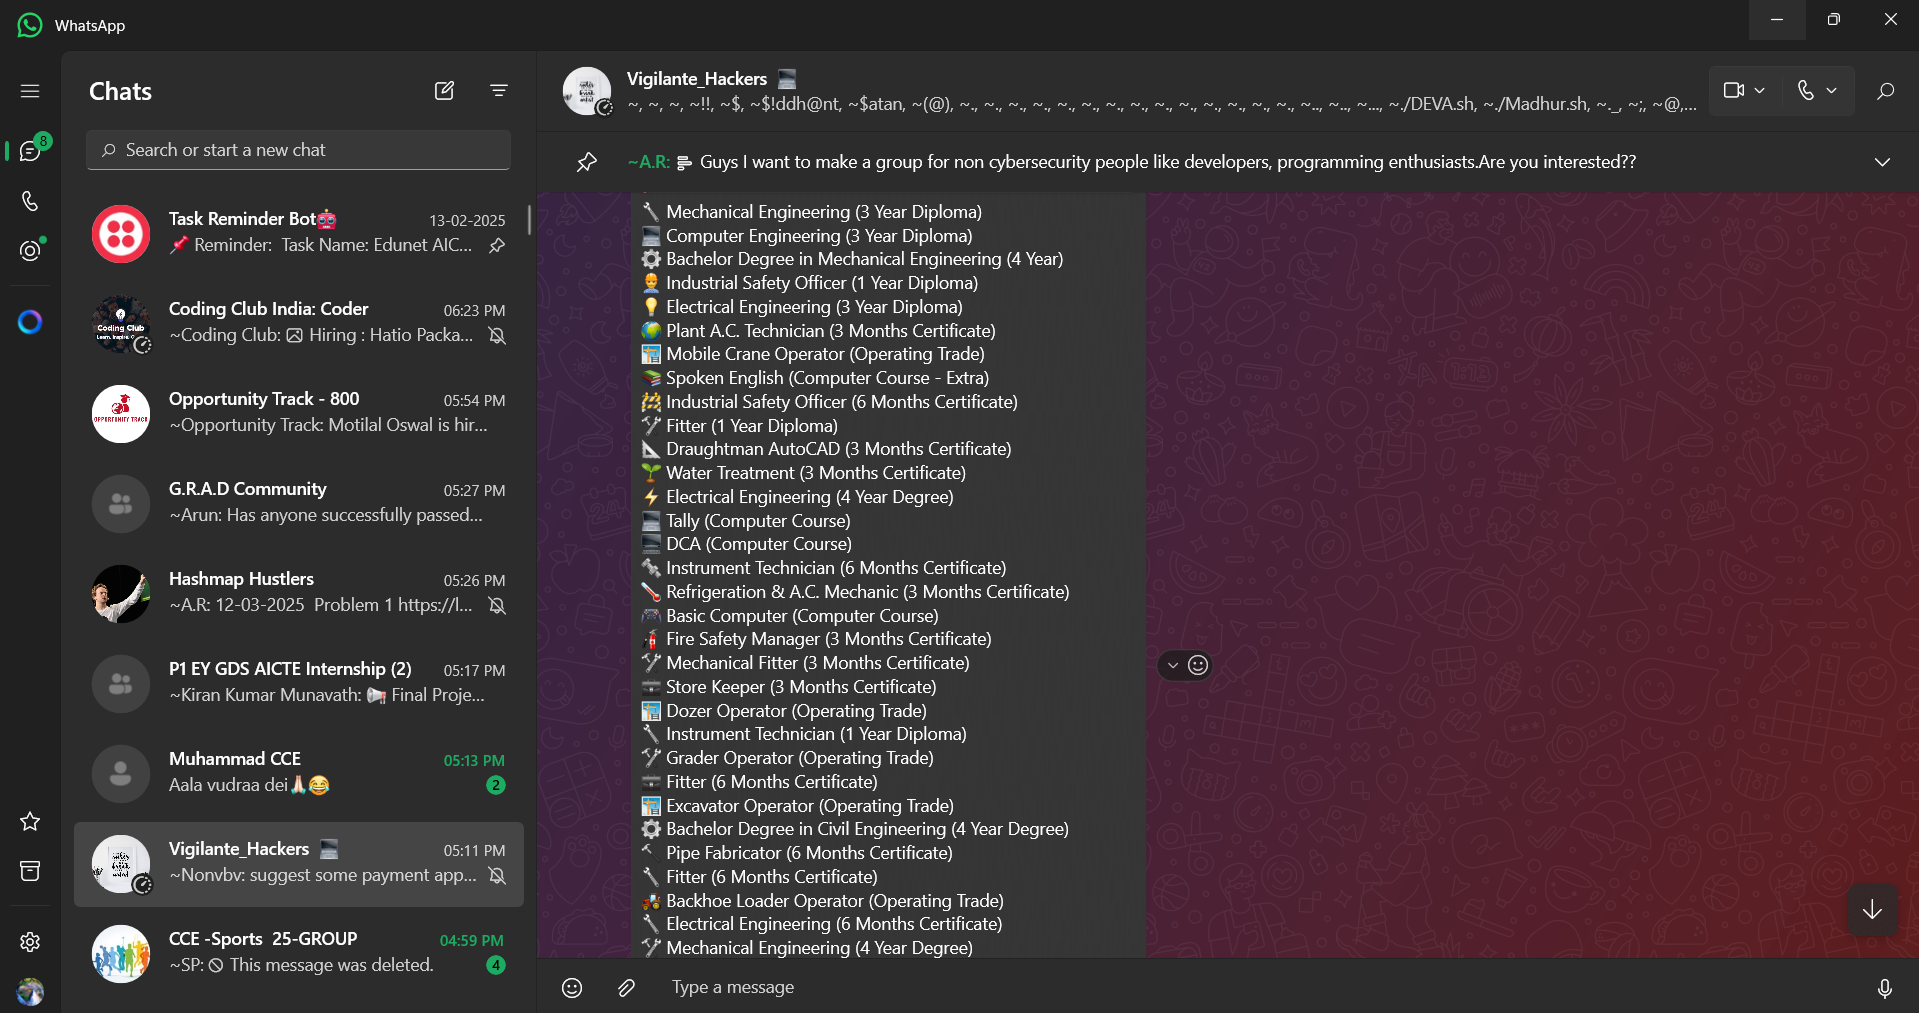 WhatsApp
Chats
8
Search or start a new chat
Task Reminder Bot🤖
13-02-2025
📌 Reminder: Task Name: Edunet AIC...
Coding Club India: Coder
06:23 PM
~Coding Club: Hiring : Hatio Packa...
Coding Club
Opportunity Track - 800
05:54 PM
~Opportunity Track: Motilal Oswal is hir...
OPPORTUNITY TRACK
G.R.A.D Community
05:27 PM
~Arun: Has anyone successfully passed...
Hashmap Hustlers
05:26 PM
~A.R: 12-03-2025 Problem 1 https://l...
P1 EY GDS AICTE Internship (2)
05:17 PM
~Kiran Kumar Munavath: 📢 Final Proje...
Muhammad CCE
05:13 PM
Aala vudraa dei🙏🏻😂
2
Vigilante_Hackers 💻
05:11 PM
~Nonvbv: suggest some payment app...
CCE -Sports 25-GROUP
04:59 PM
~SP: This message was deleted.
4
Vigilante_Hackers 💻
~, ~, ~, ~!!, ~$, ~$!ddh@nt, ~$atan, ~(@), ~., ~., ~., ~., ~., ~., ~., ~., ~., ~., ~., ~., ~., ~., ~.., ~.., ~..., ~./DEVA.sh, ~./Madhur.sh, ~._, ~;, ~@,...
~A.R: Guys I want to make a group for non cybersecurity people like developers, programming enthusiasts.Are you interested??
🔧 Mechanical Engineering (3 Year Diploma)
💻 Computer Engineering (3 Year Diploma)
⚙️ Bachelor Degree in Mechanical Engineering (4 Year)
👷 Industrial Safety Officer (1 Year Diploma)
💡 Electrical Engineering (3 Year Diploma)
🌍 Plant A.C. Technician (3 Months Certificate)
🏗️ Mobile Crane Operator (Operating Trade)
📚 Spoken English (Computer Course - Extra)
🚧 Industrial Safety Officer (6 Months Certificate)
🛠️ Fitter (1 Year Diploma)
📐 Draughtman AutoCAD (3 Months Certificate)
🌱 Water Treatment (3 Months Certificate)
⚡ Electrical Engineering (4 Year Degree)
💻 Tally (Computer Course)
💻 DCA (Computer Course)
🔩 Instrument Technician (6 Months Certificate)
🌡️ Refrigeration & A.C. Mechanic (3 Months Certificate)
🎮 Basic Computer (Computer Course)
🧯 Fire Safety Manager (3 Months Certificate)
🛠️ Mechanical Fitter (3 Months Certificate)
💼 Store Keeper (3 Months Certificate)
🏗️ Dozer Operator (Operating Trade)
🔧 Instrument Technician (1 Year Diploma)
🛠️ Grader Operator (Operating Trade)
💼 Fitter (6 Months Certificate)
🏗️ Excavator Operator (Operating Trade)
⚙️ Bachelor Degree in Civil Engineering (4 Year Degree)
🔨 Pipe Fabricator (6 Months Certificate)
🔧 Fitter (6 Months Certificate)
🚜 Backhoe Loader Operator (Operating Trade)
🔧 Electrical Engineering (6 Months Certificate)
🛠️ Mechanical Engineering (4 Year Degree)
Type a message